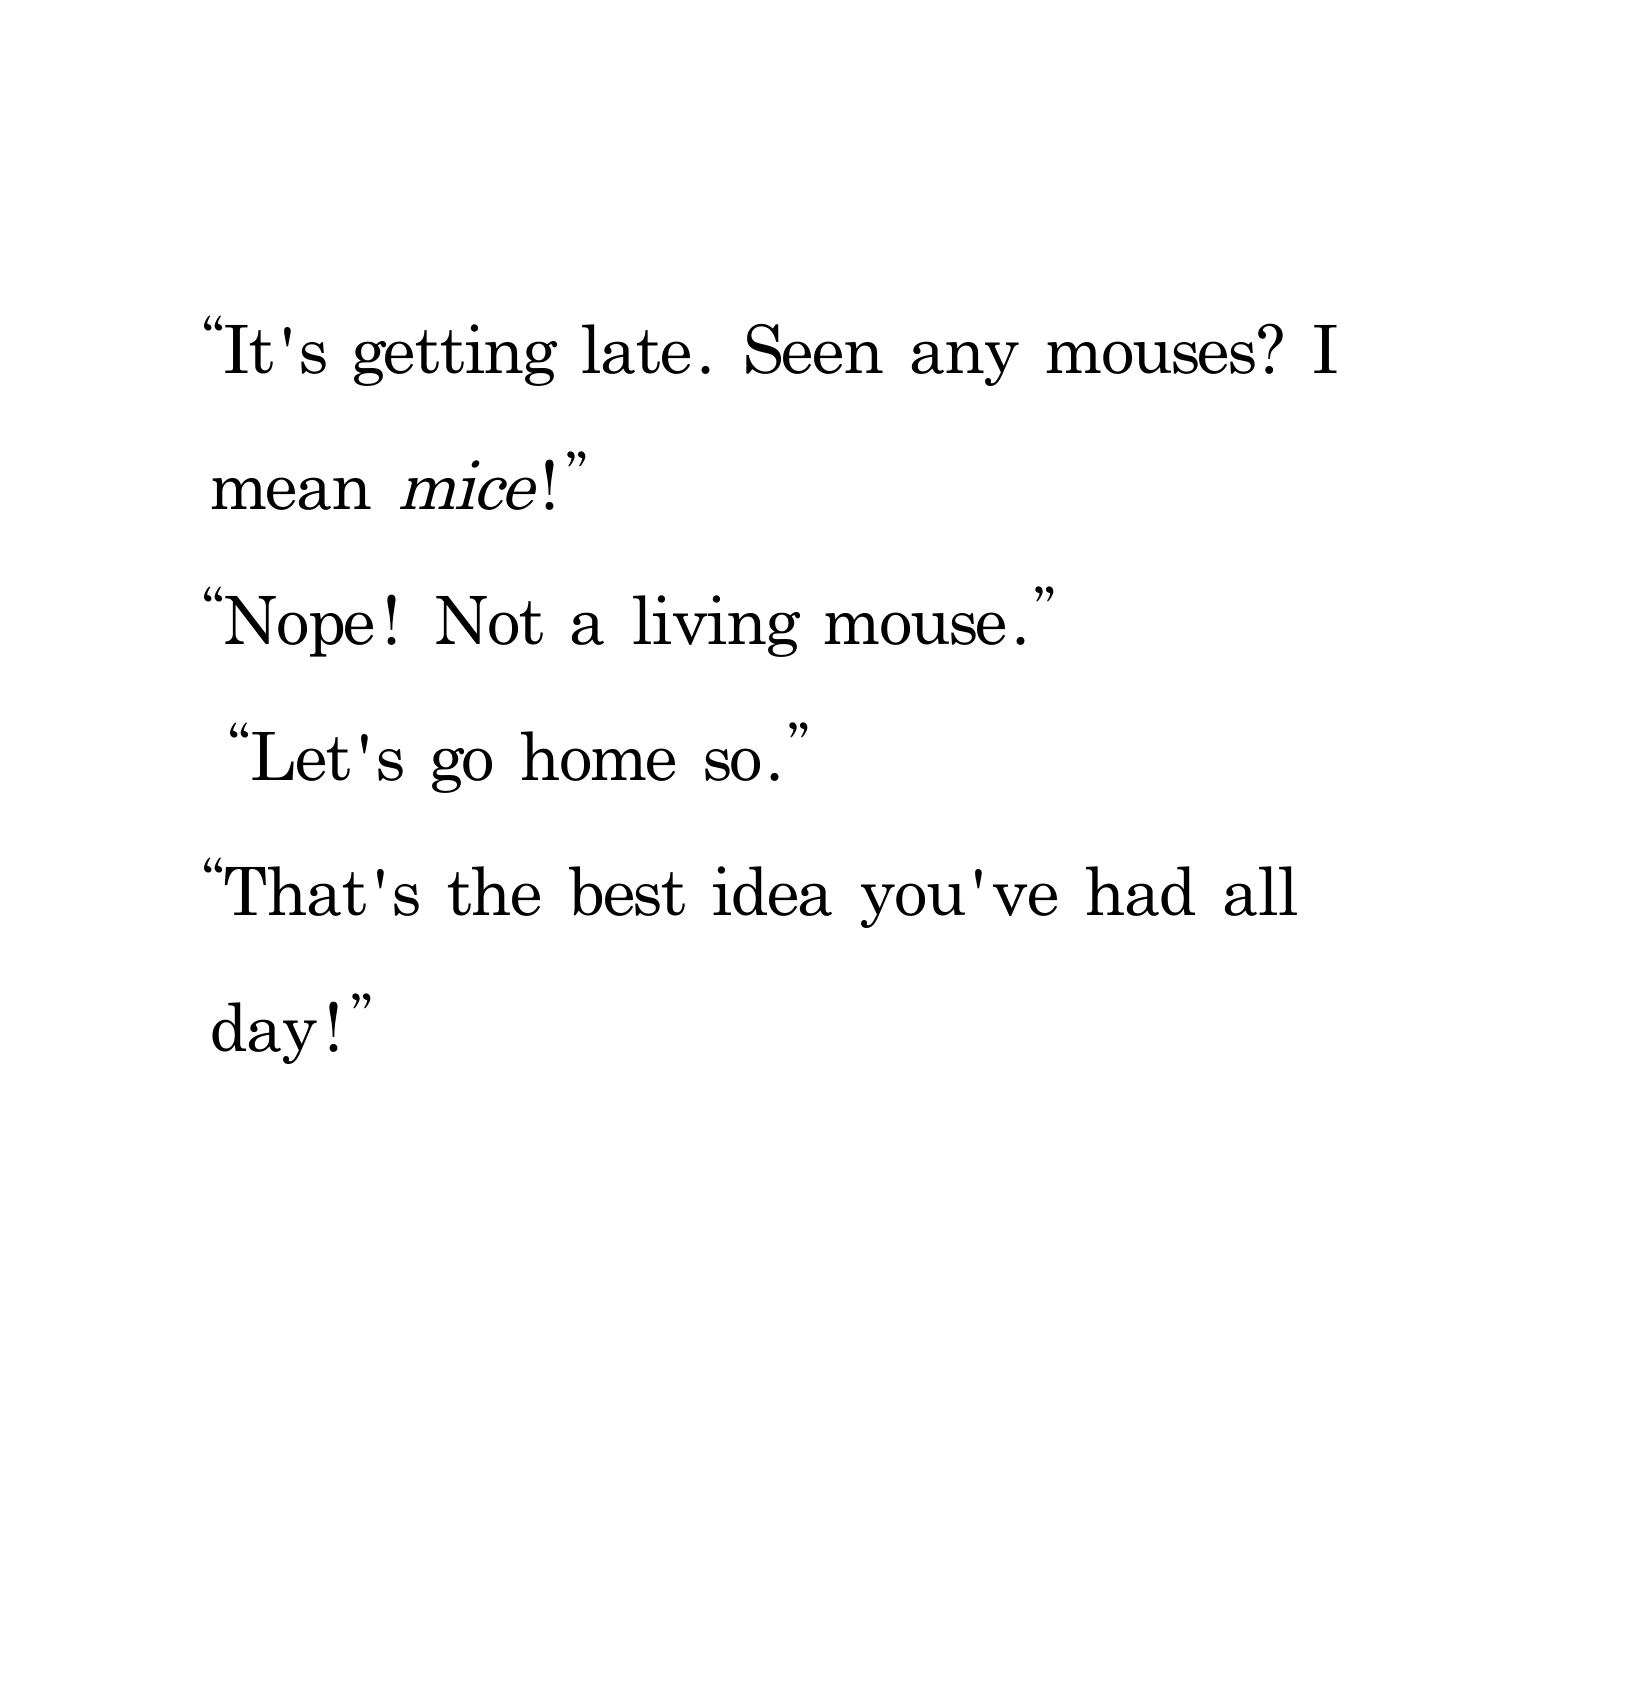 “It's getting late. Seen any mouses? I
mean mice!”
“Nope! Not a living mouse.”
“Let's go home so.”
“That's the best idea you've had all
day!”